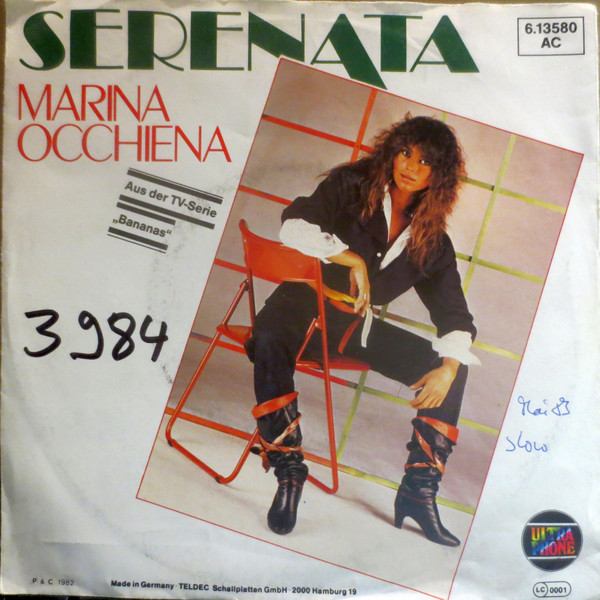 SERENATA
6.13580
AC
MARINA
OCCHIENA
Aus der TV-Serie
„Bananas“
3984
Mai 83
slow
ULTRA
PHONE
P & C 1982
Made in Germany · TELDEC Schallplatten GmbH · 2000 Hamburg 19
LC 0001